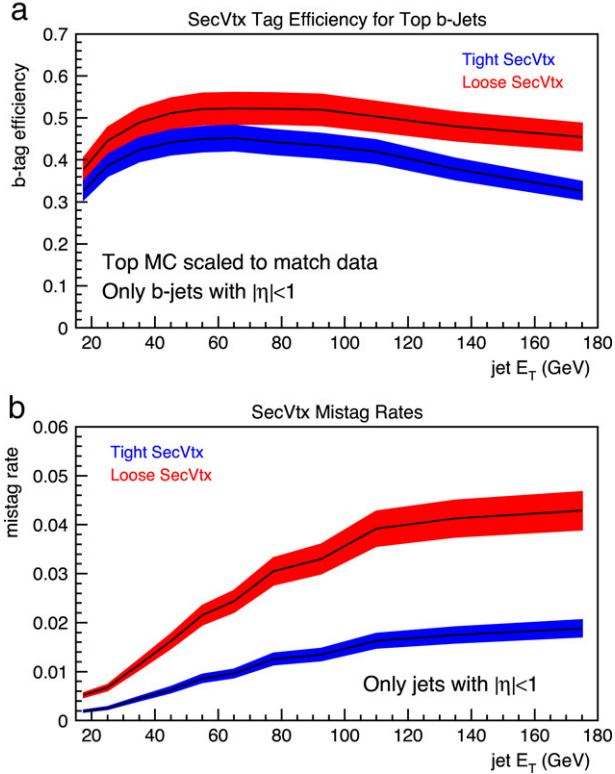 a
SecVtx Tag Efficiency for Top b-Jets
b-tag efficiency
0.7
0.6
0.5
0.4
0.3
0.2
0.1
0
Tight SecVtx
Loose SecVtx
Top MC scaled to match data
Only b-jets with |η|<1
20 40 60 80 100 120 140 160 180
jet E_T (GeV)
b
SecVtx Mistag Rates
mistag rate
0.06
0.05
0.04
0.03
0.02
0.01
0
Tight SecVtx
Loose SecVtx
Only jets with |η|<1
20 40 60 80 100 120 140 160 180
jet E_T (GeV)